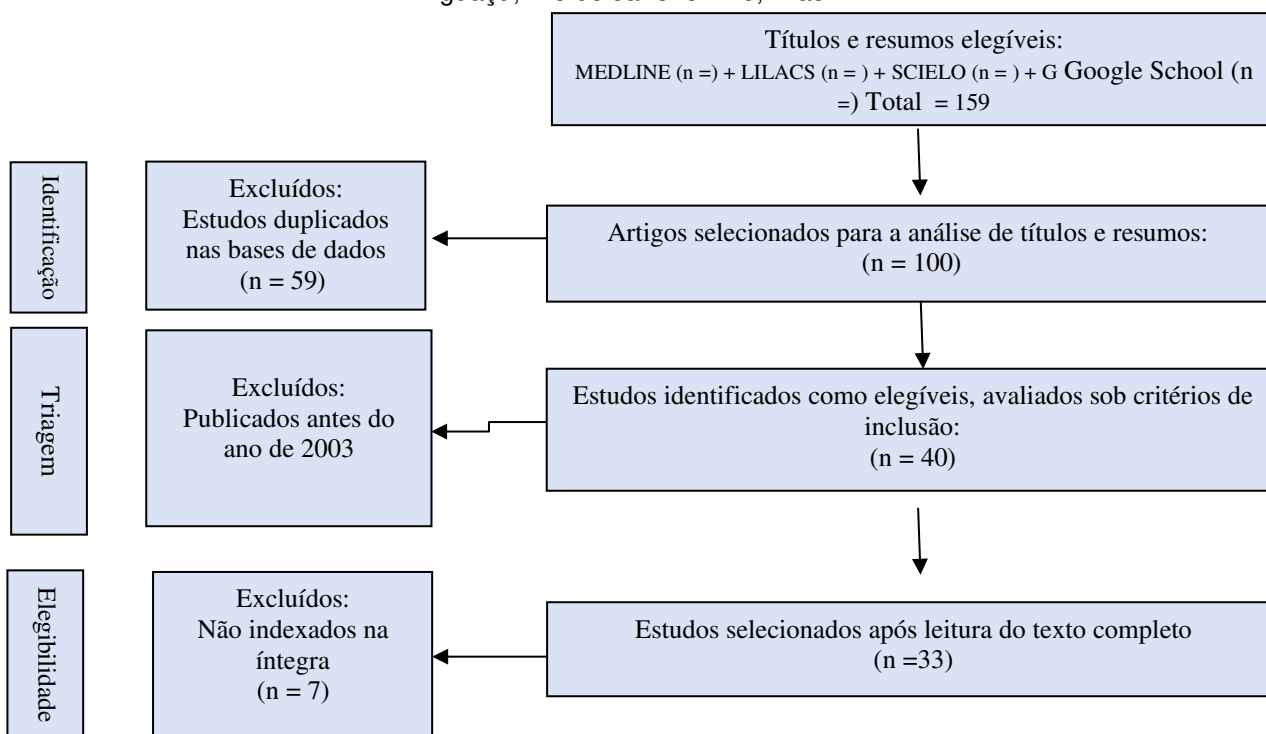 Títulos e resumos elegíveis:
MEDLINE (n =) + LILACS (n = ) + SCIELO (n = ) + G Google School (n
=) Total = 159
Identificação
Excluídos:
Estudos duplicados
nas bases de dados
(n = 59)
Artigos selecionados para a análise de títulos e resumos:
(n = 100)
Triagem
Excluídos:
Publicados antes do
ano de 2003
Estudos identificados como elegíveis, avaliados sob critérios de
inclusão:
(n = 40)
Elegibilidade
Excluídos:
Não indexados na
íntegra
(n = 7)
Estudos selecionados após leitura do texto completo
(n =33)